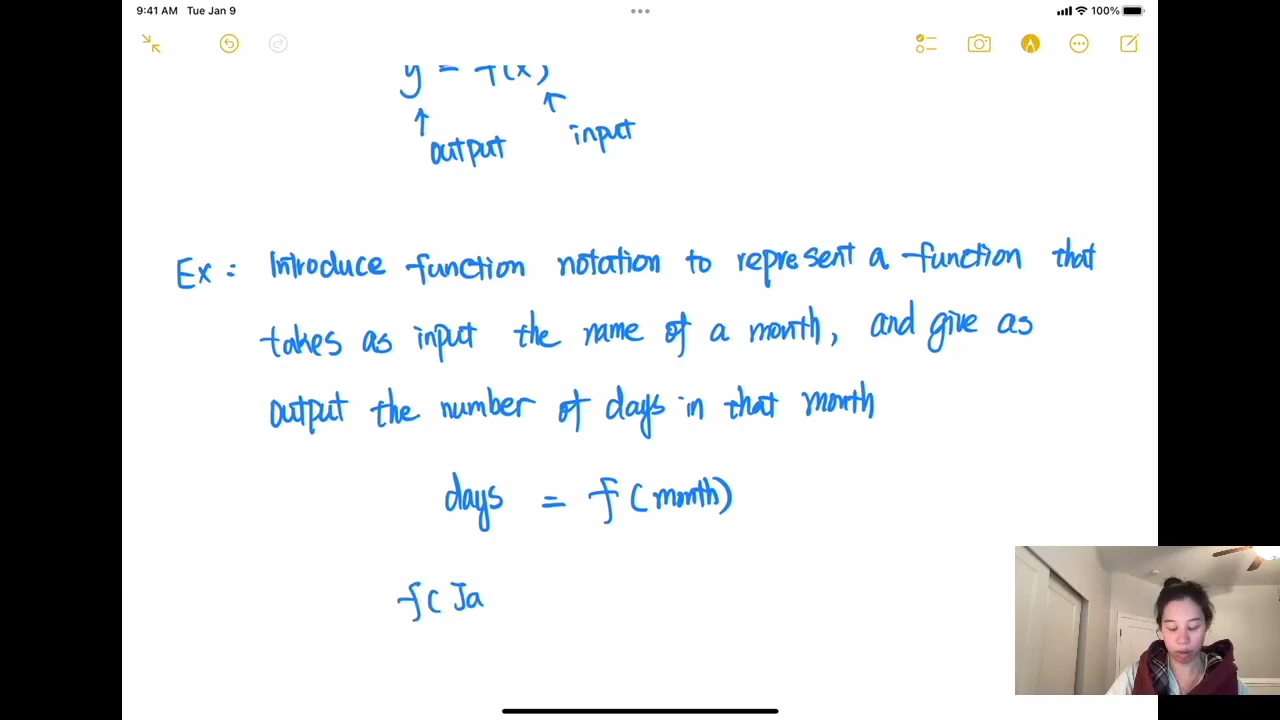 9:41 AM Tue Jan 9
100%
y = f(x)
output
input
Ex: Introduce function notation to represent a function that
takes as input the name of a month, and give as
output the number of days in that month
days = f(month)
f( Ja